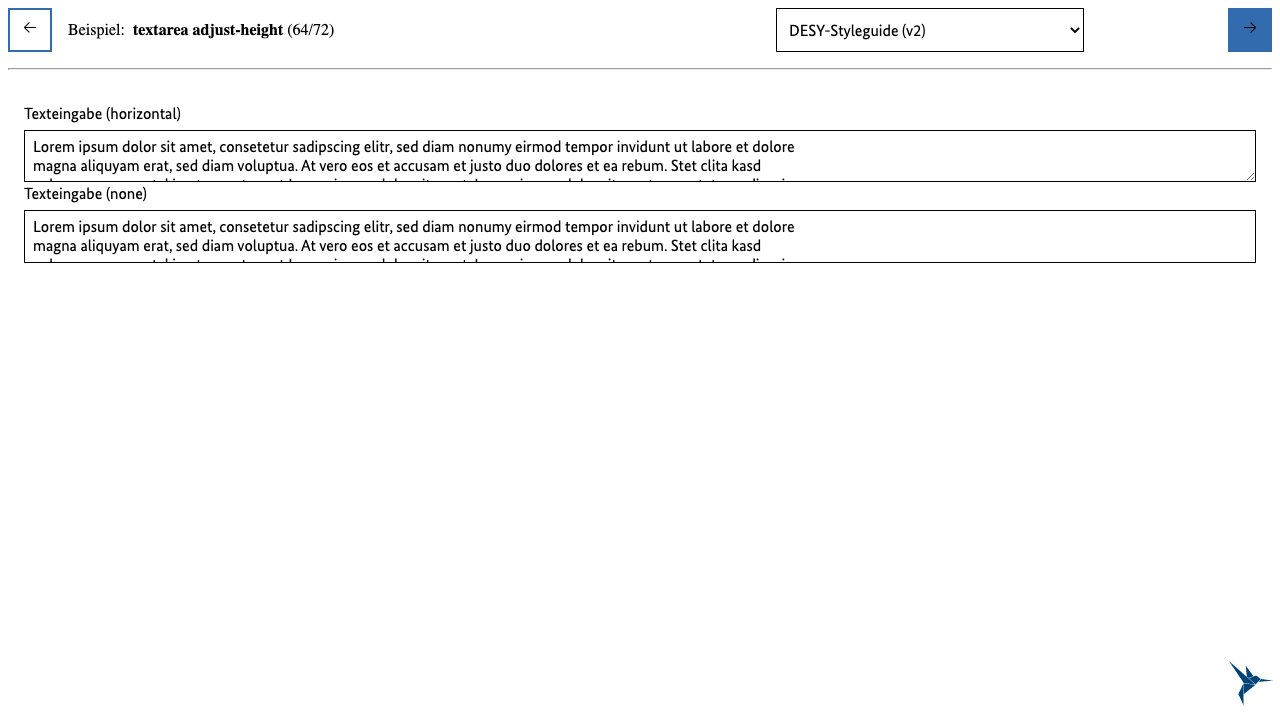 Beispiel: textarea adjust-height (64/72)
DESY-Styleguide (v2)
Texteingabe (horizontal)
Lorem ipsum dolor sit amet, consetetur sadipscing elitr, sed diam nonumy eirmod tempor invidunt ut labore et dolore
magna aliquyam erat, sed diam voluptua. At vero eos et accusam et justo duo dolores et ea rebum. Stet clita kasd
Texteingabe (none)
Lorem ipsum dolor sit amet, consetetur sadipscing elitr, sed diam nonumy eirmod tempor invidunt ut labore et dolore
magna aliquyam erat, sed diam voluptua. At vero eos et accusam et justo duo dolores et ea rebum. Stet clita kasd